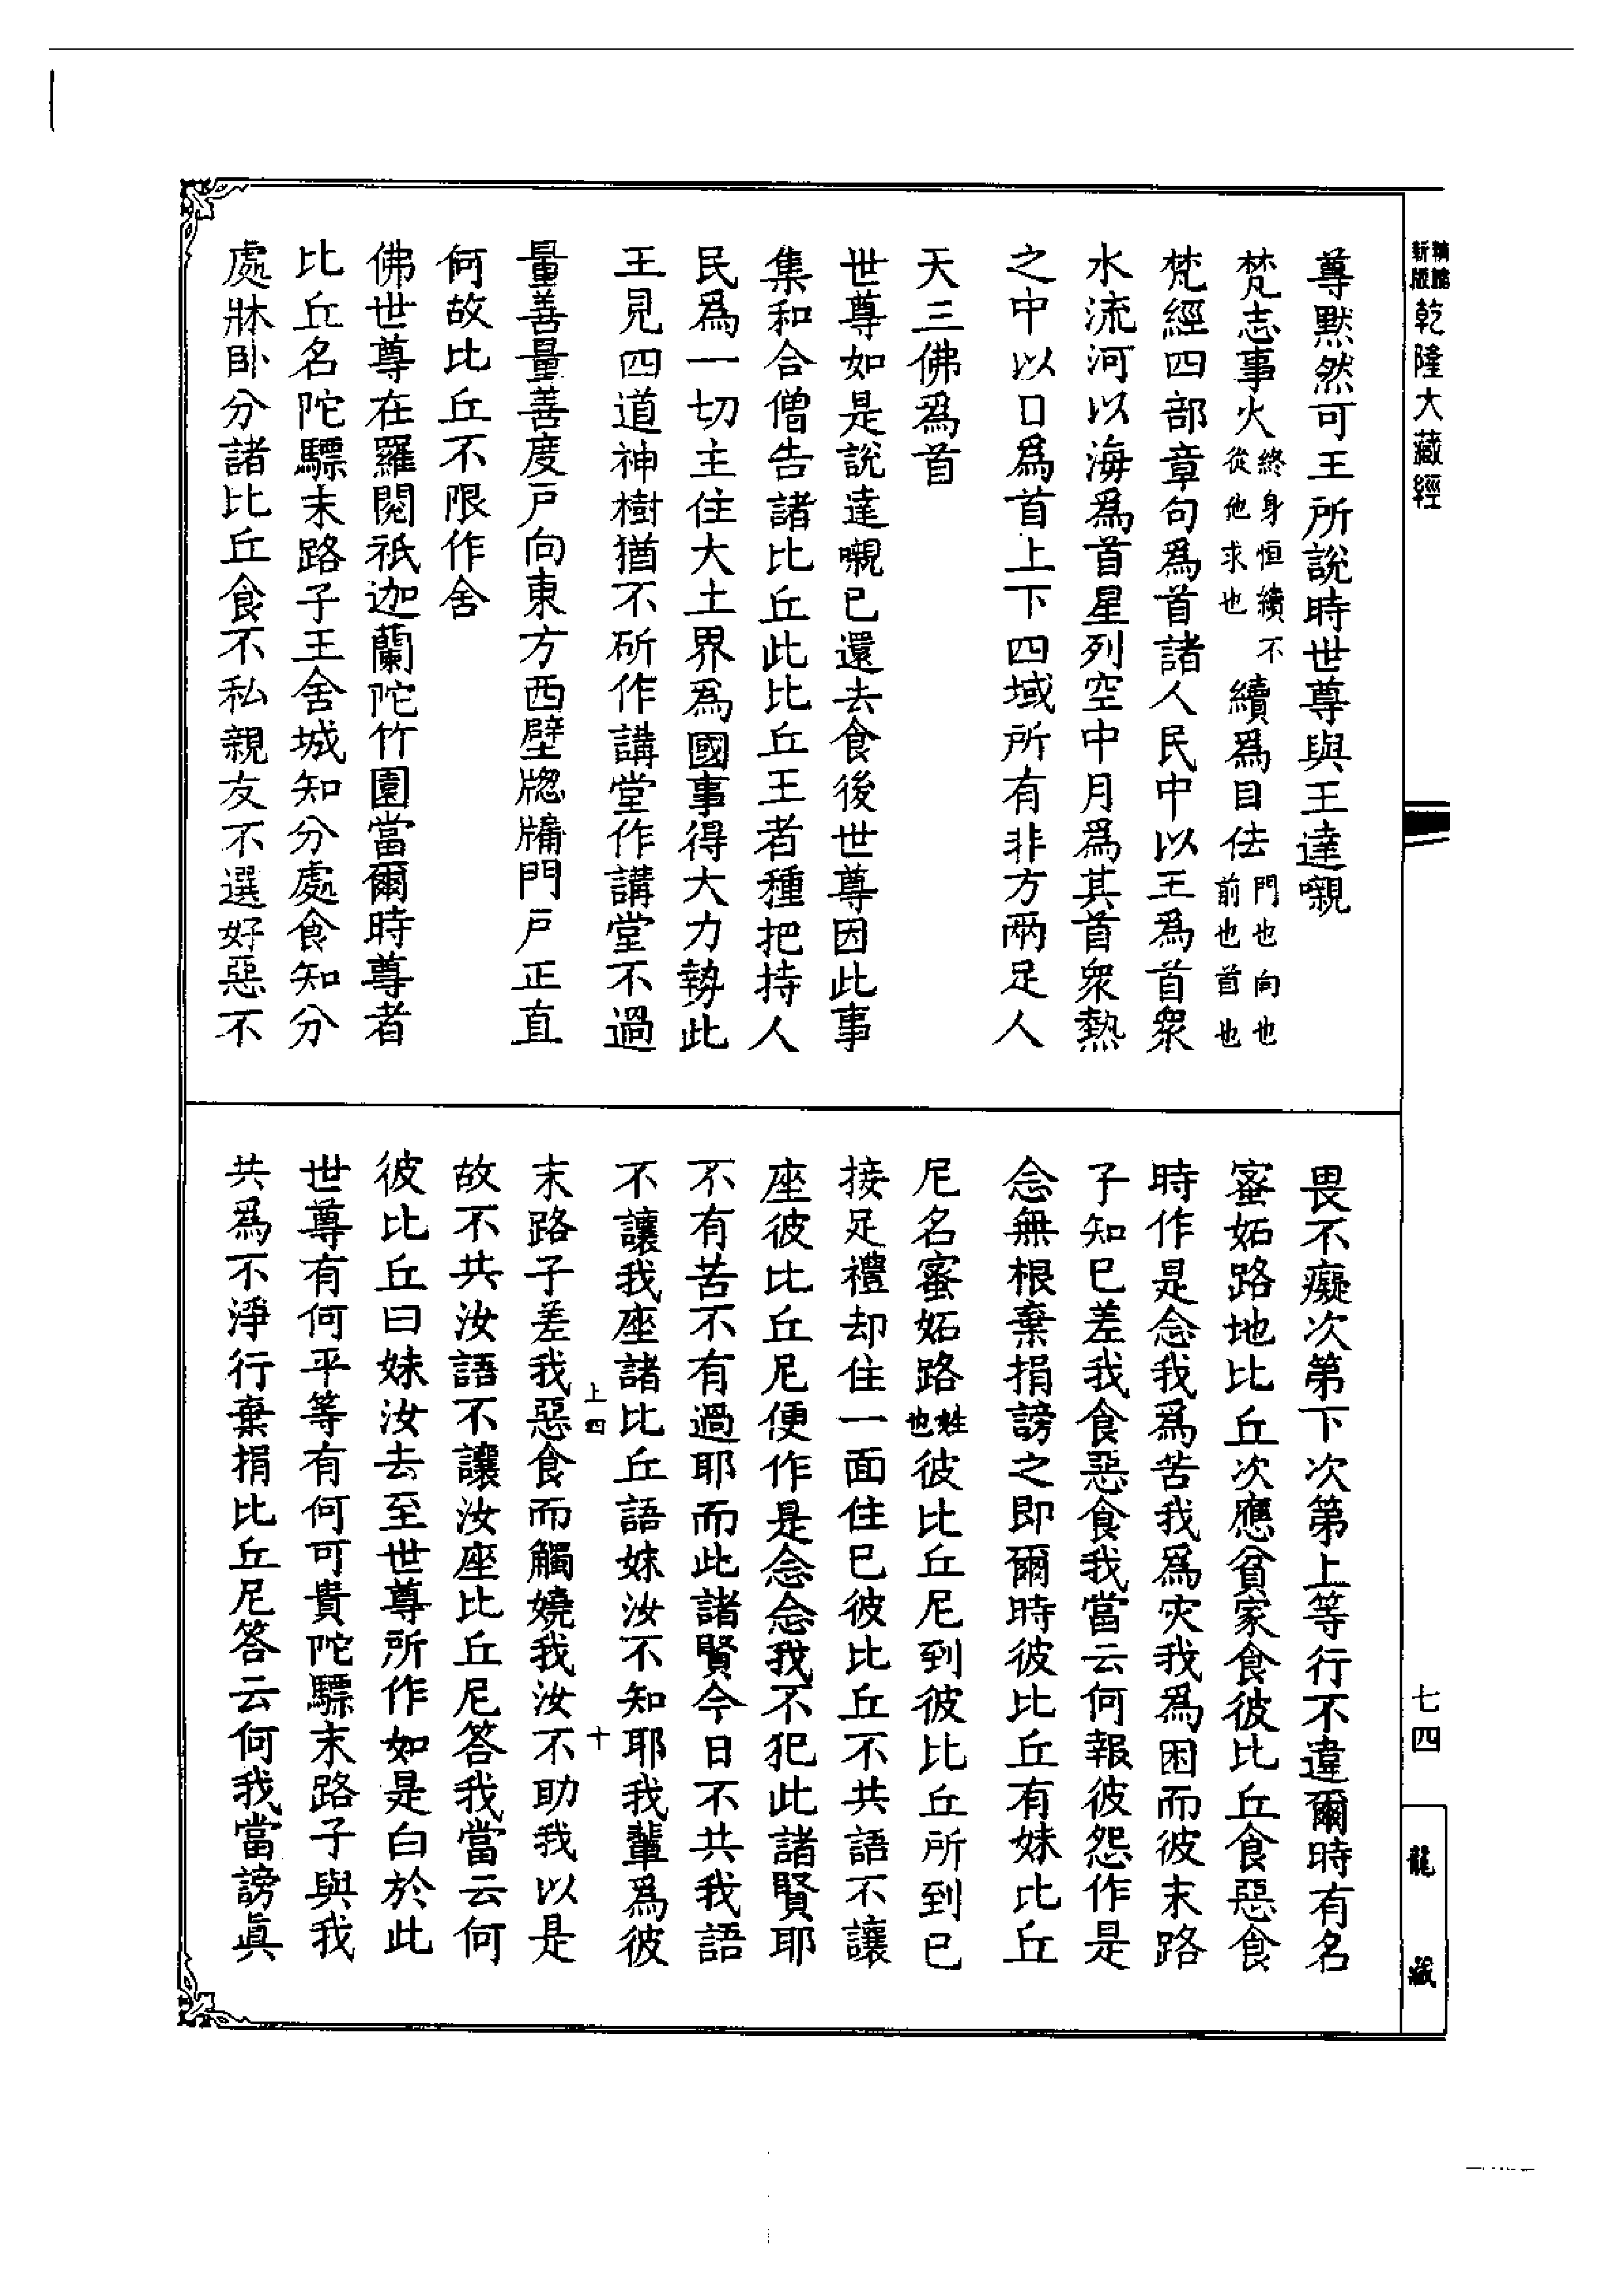 新版
乾隆大藏經
尊默然可王所說時世尊與王達嚫
梵志事火終身恒續不從他求也續爲目佉門也向也前也首也
梵經四部章句爲首諸人民中以王爲首衆
水流河以海爲首星列空中月爲其首衆熱
之中以口爲首上下四域所有非方兩足人
天三佛爲首
世尊如是說達嚫已還去食後世尊因此事
集和合僧告諸比丘此比丘王者種把持人
民爲一切主住大土界爲國事得大力勢此
王見四道神樹猶不斫作講堂作講堂不過
量善量善度戶向東方西壁牕牖門戶正直
何故比丘不限作舍
佛世尊在羅閱祇迦蘭陀竹園當爾時尊者
比丘名陀驃末路子王舍城知分處食知分
處牀臥分諸比丘食不私親友不選好惡不
畏不癡次第下次第上等行不違爾時有名
蜜妬路地比丘次應貧家食彼比丘食惡食
時作是念我爲苦我爲灾我爲困而彼末路
子知已差我食惡食我當云何報彼怨作是
念無根棄捐謗之即爾時彼比丘有妹比丘
尼名蜜妬路姓也彼比丘尼到彼比丘所到已
接足禮却住一面住已彼比丘不共語不讓
座彼比丘尼便作是念念我不犯此諸賢耶
不有苦不有過耶而此諸賢今日不共我語
不讓我座諸比丘語妹汝不知耶我輩爲彼
上四　十
末路子差我惡食而觸嬈我汝不助我以是
故不共汝語不讓汝座比丘尼答我當云何
彼比丘曰妹汝去至世尊所作如是白於此
世尊有何平等有何可貴陀驃末路子與我
共爲不淨行棄捐比丘尼答云何我當謗眞
七四
龍藏